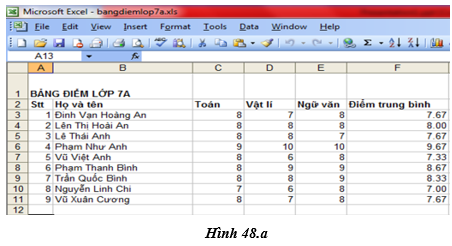 Microsoft Excel - bangdiemlop7a.xls
File Edit View Insert Format Tools Data Window Help
A13
A B C D E F
1 BẢNG ĐIỂM LỚP 7A
2 Stt Họ và tên Toán Vật lí Ngữ văn Điểm trung bình
3 1 Đinh Vạn Hoàng An 8 7 8 7.67
4 2 Lên Thị Hoài An 8 8 8 8.00
5 3 Lê Thái Anh 8 8 7 7.67
6 4 Phạm Như Anh 9 10 10 9.67
7 5 Vũ Việt Anh 8 6 8 7.33
8 6 Phạm Thanh Bình 8 9 9 8.67
9 7 Trần Quốc Bình 8 8 9 8.33
10 8 Nguyễn Linh Chi 7 6 8 7.00
11 9 Vũ Xuân Cương 8 7 8 7.67
12
Hình 48.a